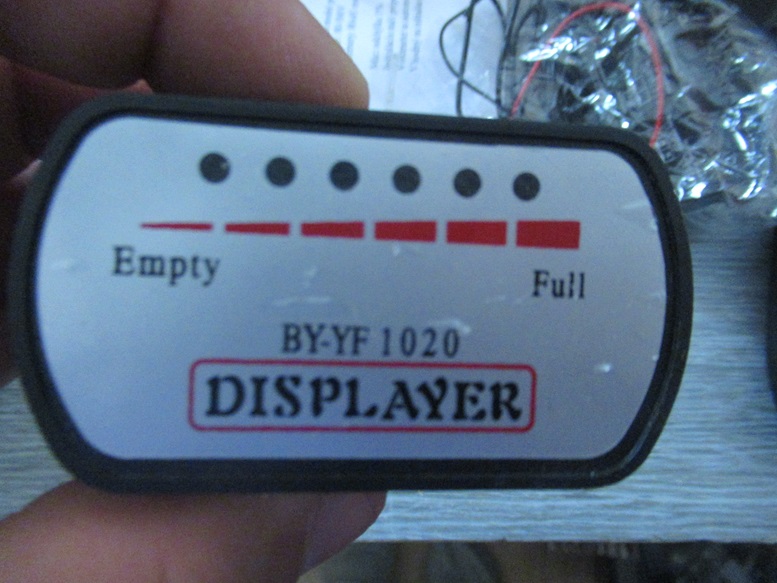 Empty
Full
BY-YF 1020
DISPLAYER